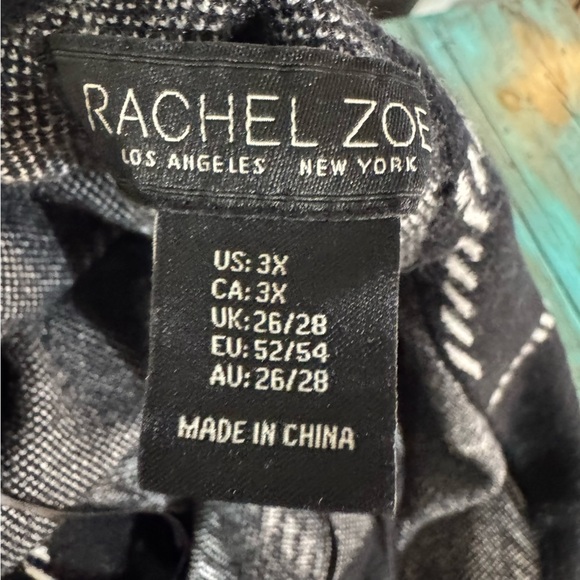 RACHEL ZOE
LOS ANGELES NEW YORK
US: 3X
CA: 3X
UK: 26/28
EU: 52/54
AU: 26/28
MADE IN CHINA